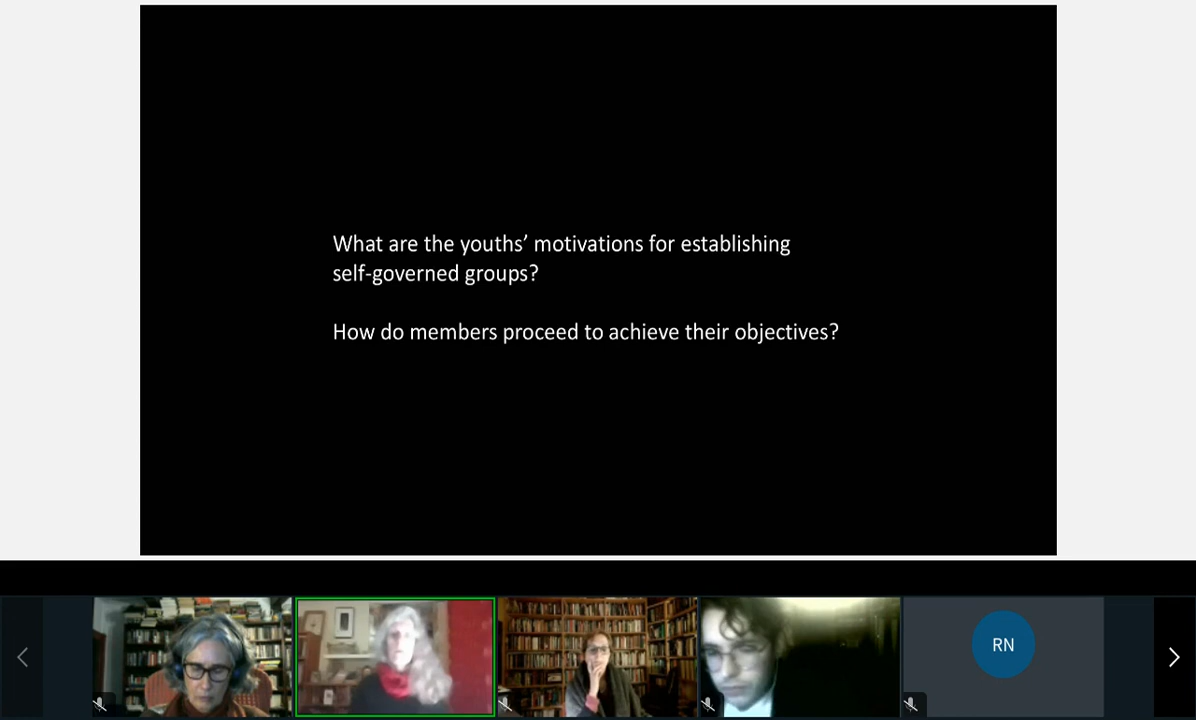 What are the youths’ motivations for establishing
self-governed groups?
How do members proceed to achieve their objectives?
RN